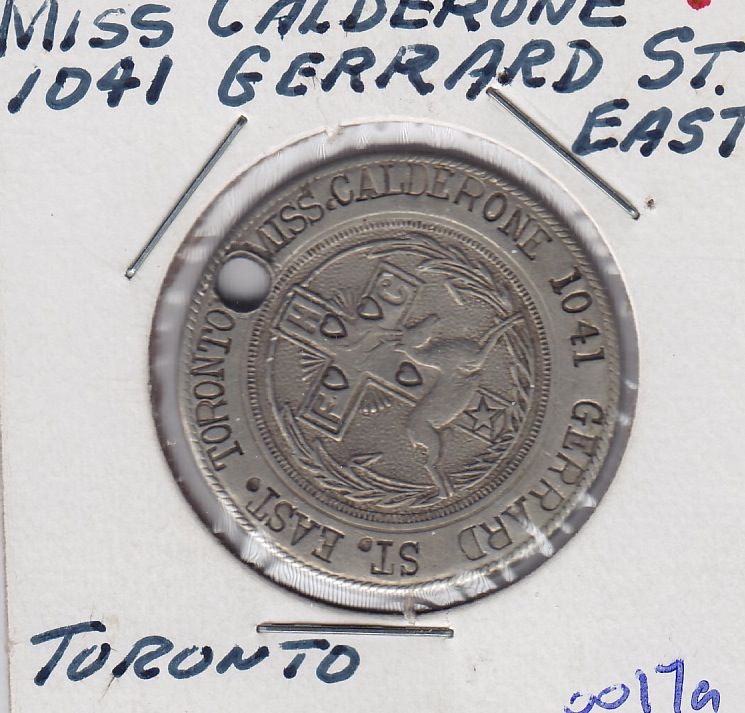 MISS CALDERONE
1041 GERRARD ST.
EAST
MISS. CALDERONE 1041 GERRARD ST. EAST. TORONTO
H C
F
TORONTO
0017a